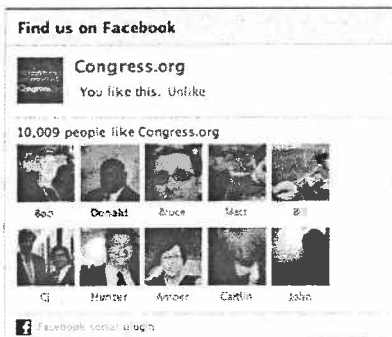 Find us on Facebook
Congress.org
You like this. Unlike
10,009 people like Congress.org
Bob Donald Bruce Matt Bill
CJ Hunter Amber Caitlin John
Facebook social plugin